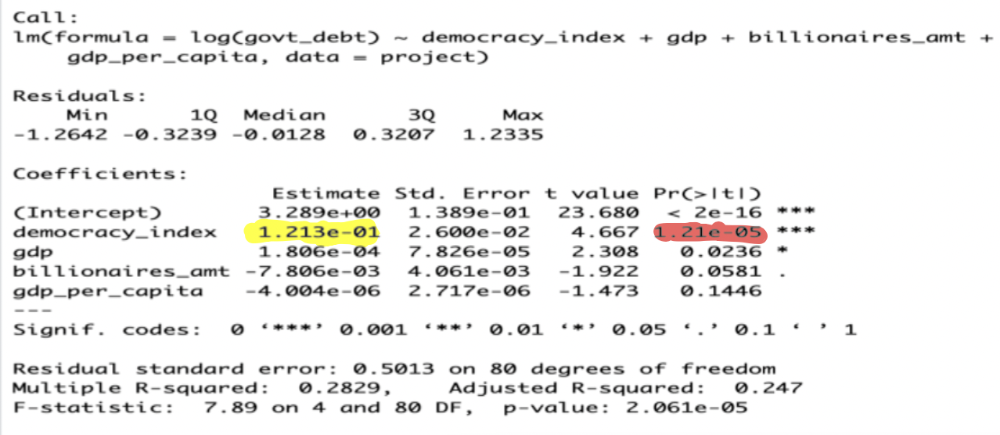 Call:
lm(formula = log(govt_debt) ~ democracy_index + gdp + billionaires_amt +
    gdp_per_capita, data = project)
Residuals:
    Min      1Q  Median      3Q     Max
-1.2642 -0.3239 -0.0128  0.3207  1.2335
Coefficients:
                   Estimate Std. Error t value Pr(>|t|)
(Intercept)       3.289e+00  1.389e-01  23.680  < 2e-16 ***
democracy_index   1.213e-01  2.600e-02   4.667 1.21e-05 ***
gdp               1.806e-04  7.826e-05   2.308   0.0236 *
billionaires_amt -7.806e-03  4.061e-03  -1.922   0.0581 .
gdp_per_capita   -4.004e-06  2.717e-06  -1.473   0.1446
---
Signif. codes:  0 ‘***’ 0.001 ‘**’ 0.01 ‘*’ 0.05 ‘.’ 0.1 ‘ ’ 1
Residual standard error: 0.5013 on 80 degrees of freedom
Multiple R-squared:  0.2829,    Adjusted R-squared:  0.247
F-statistic:  7.89 on 4 and 80 DF,  p-value: 2.061e-05